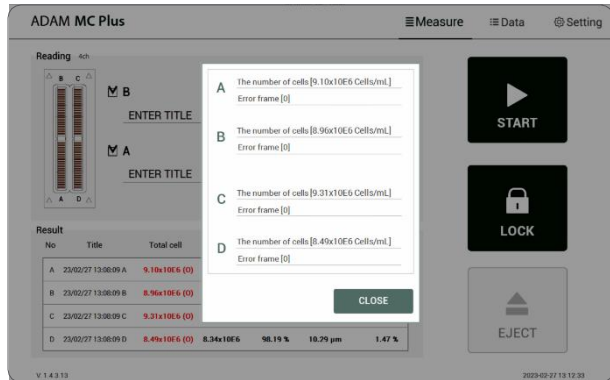 ADAM MC Plus
Measure
Data
Setting
Reading 4ch
B C
A D
B
ENTER TITLE
A
ENTER TITLE
A
The number of cells [9.10x10E6 Cells/mL]
Error frame [0]
B
The number of cells [8.96x10E6 Cells/mL]
Error frame [0]
C
The number of cells [9.31x10E6 Cells/mL]
Error frame [0]
D
The number of cells [8.49x10E6 Cells/mL]
Error frame [0]
CLOSE
START
LOCK
EJECT
Result
No Title Total cell
A 23/02/27 13:08:09 A 9.10x10E6 (0)
B 23/02/27 13:08:09 B 8.96x10E6 (0)
C 23/02/27 13:08:09 C 9.31x10E6 (0)
D 23/02/27 13:08:09 D 8.49x10E6 (0) 8.34x10E6 98.19 % 10.29 μm 1.47 %
V 1.4.3.13
2023-02-27 13:12:33